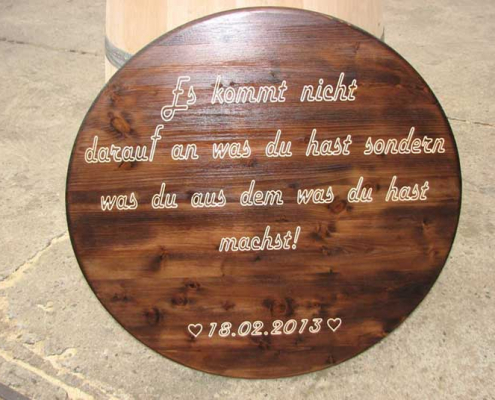 Es kommt nicht
darauf an was du hast sondern
was du aus dem was du hast
machst!
♡18.02.2013♡